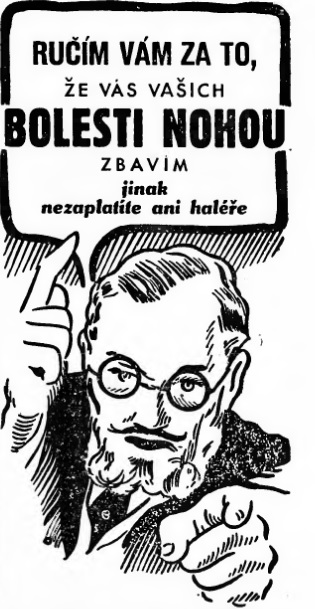 RUČÍM VÁM ZA TO,
ŽE VÁS VAŠICH
BOLESTI NOHOU
ZBAVÍM
jinak
nezaplatíte ani haléře